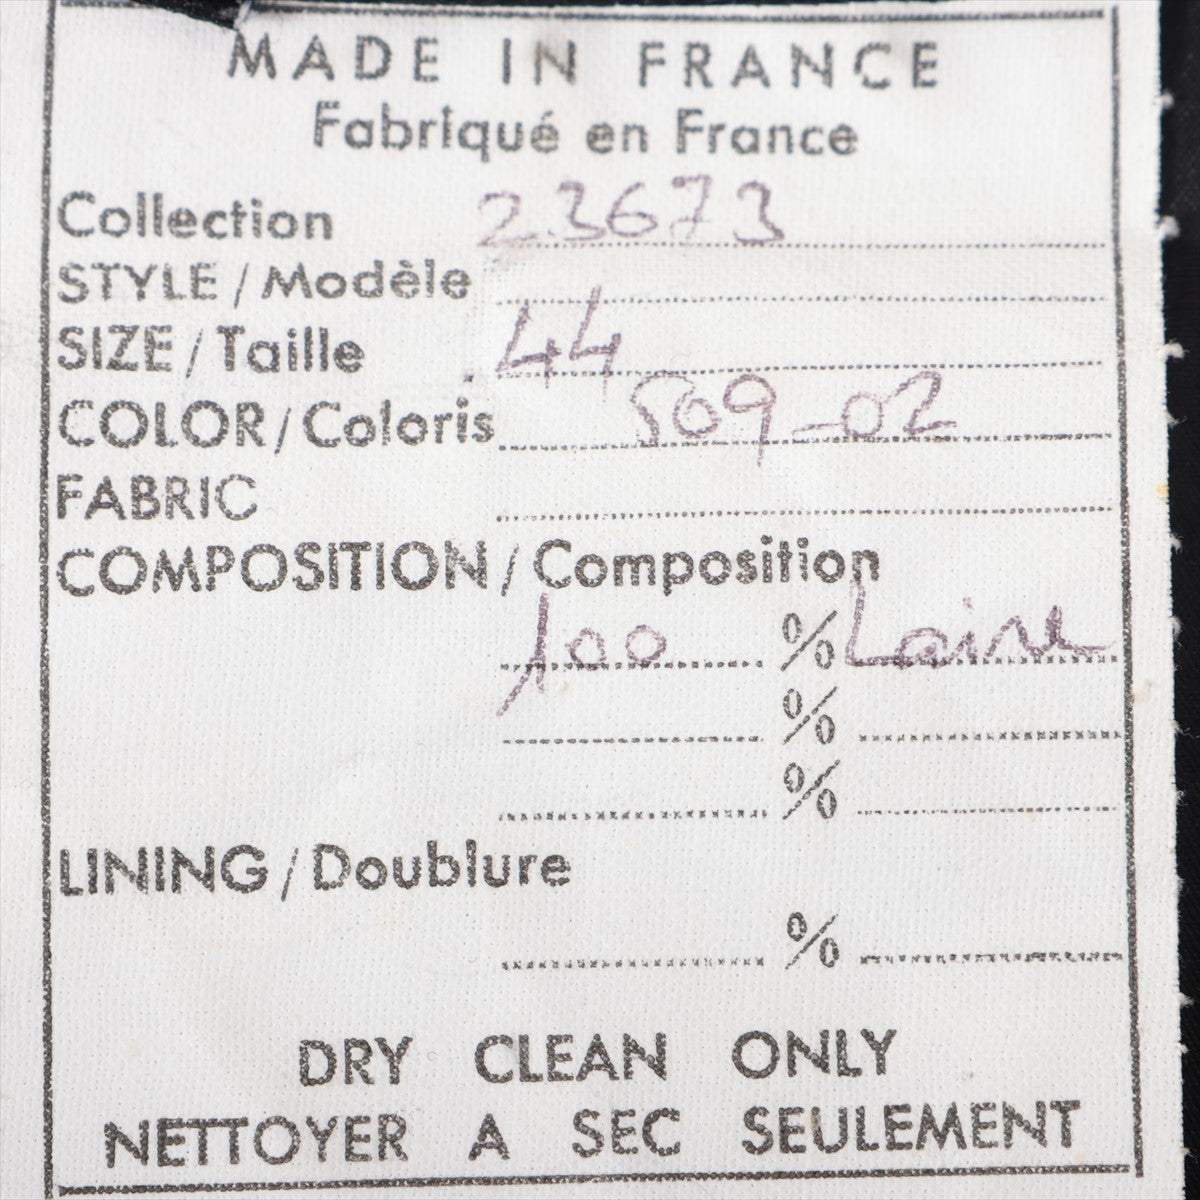 MADE IN FRANCE
Fabriqué en France
Collection 23673
STYLE / Modèle
SIZE / Taille 44
COLOR / Coloris 509-02
FABRIC
COMPOSITION / Composition
100 % Laine
%
%
LINING / Doublure
%
DRY CLEAN ONLY
NETTOYER A SEC SEULEMENT